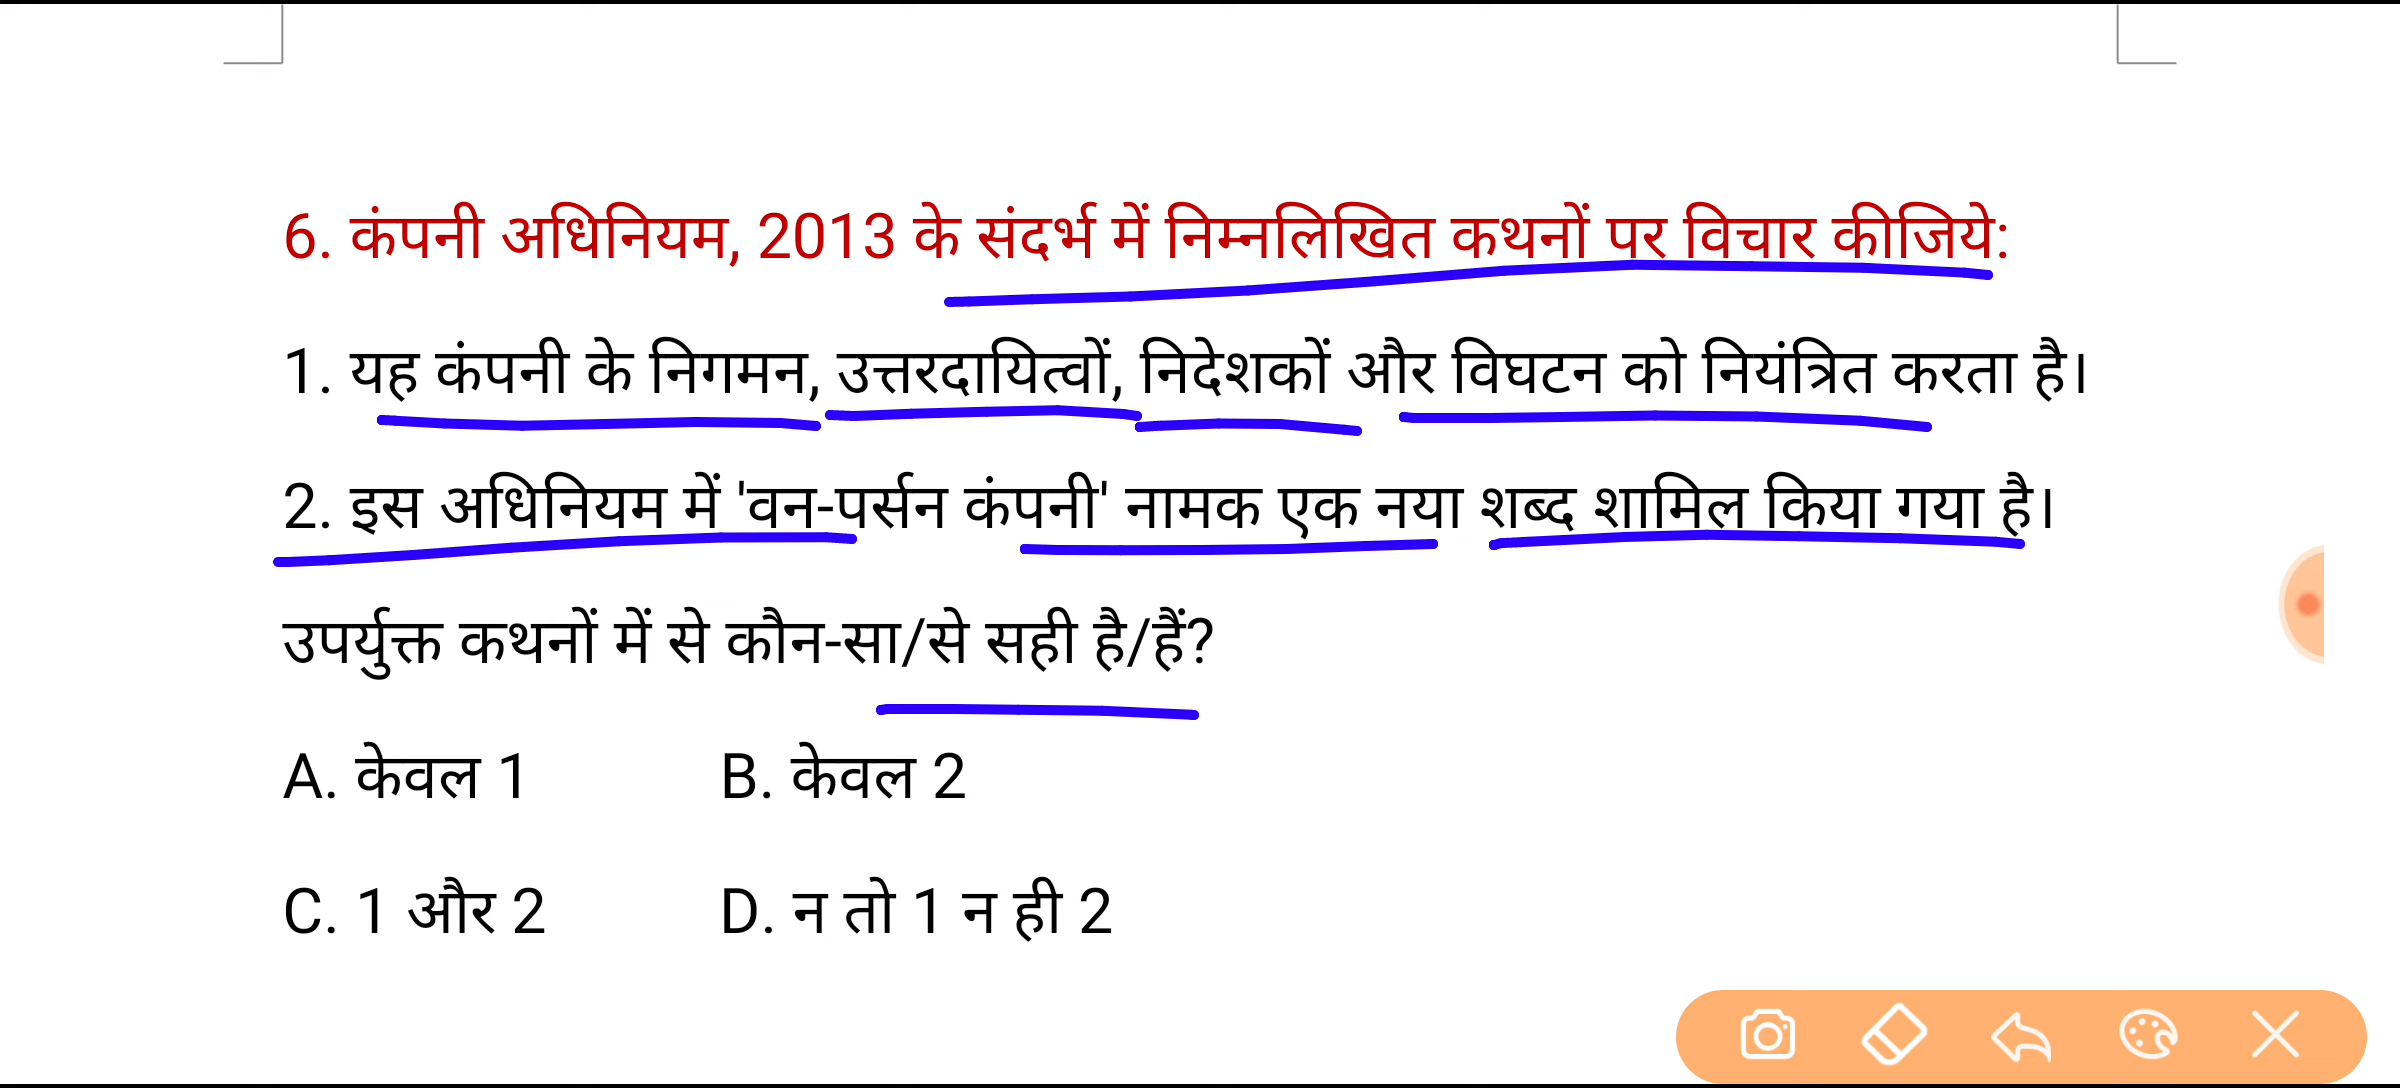 6. कंपनी अधिनियम, 2013 के संदर्भ में निम्नलिखित कथनों पर विचार कीजिये:
1. यह कंपनी के निगमन, उत्तरदायित्वों, निदेशकों और विघटन को नियंत्रित करता है।
2. इस अधिनियम में 'वन-पर्सन कंपनी' नामक एक नया शब्द शामिल किया गया है।
उपर्युक्त कथनों में से कौन-सा/से सही है/हैं?
A. केवल 1 B. केवल 2
C. 1 और 2 D. न तो 1 न ही 2